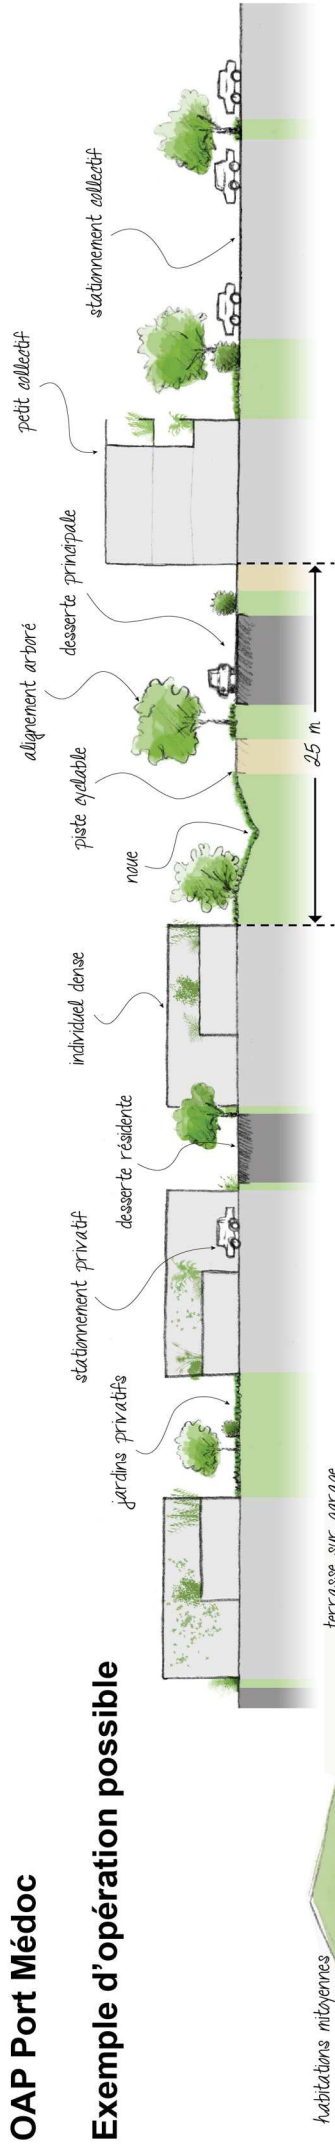 OAP Port Médoc
Exemple d'opération possible
jardins privatifs
stationnement privatif
desserte résidente
individuel dense
noue
piste cyclable
alignement arboré
desserte principale
petit collectif
stationnement collectif
25 m
habitations mitoyennes
terrasse sur garage